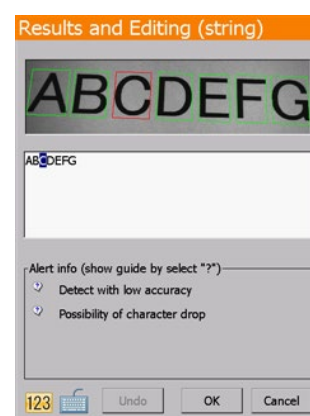 Results and Editing (string)
ABCDEFG
ABCDEFG
Alert info (show guide by select "?")
? Detect with low accuracy
? Possibility of character drop
123 Undo OK Cancel